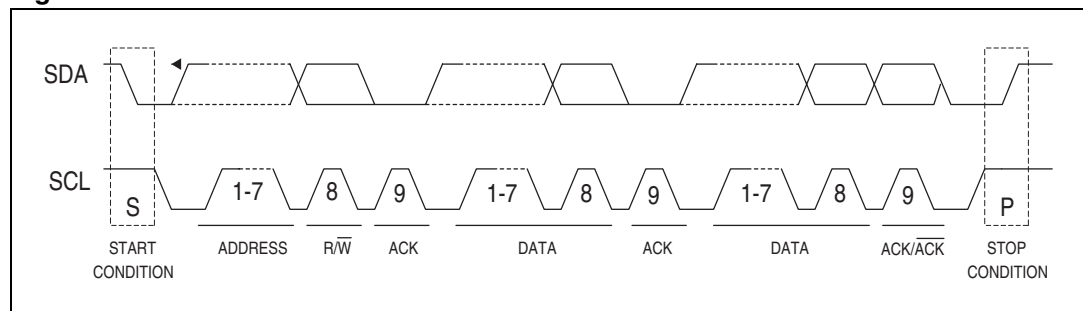 SDA
SCL
S 1-7 8 9 1-7 8 9 1-7 8 9 P
START CONDITION ADDRESS R/W̅ ACK DATA ACK DATA ACK/A̅C̅K̅ STOP CONDITION